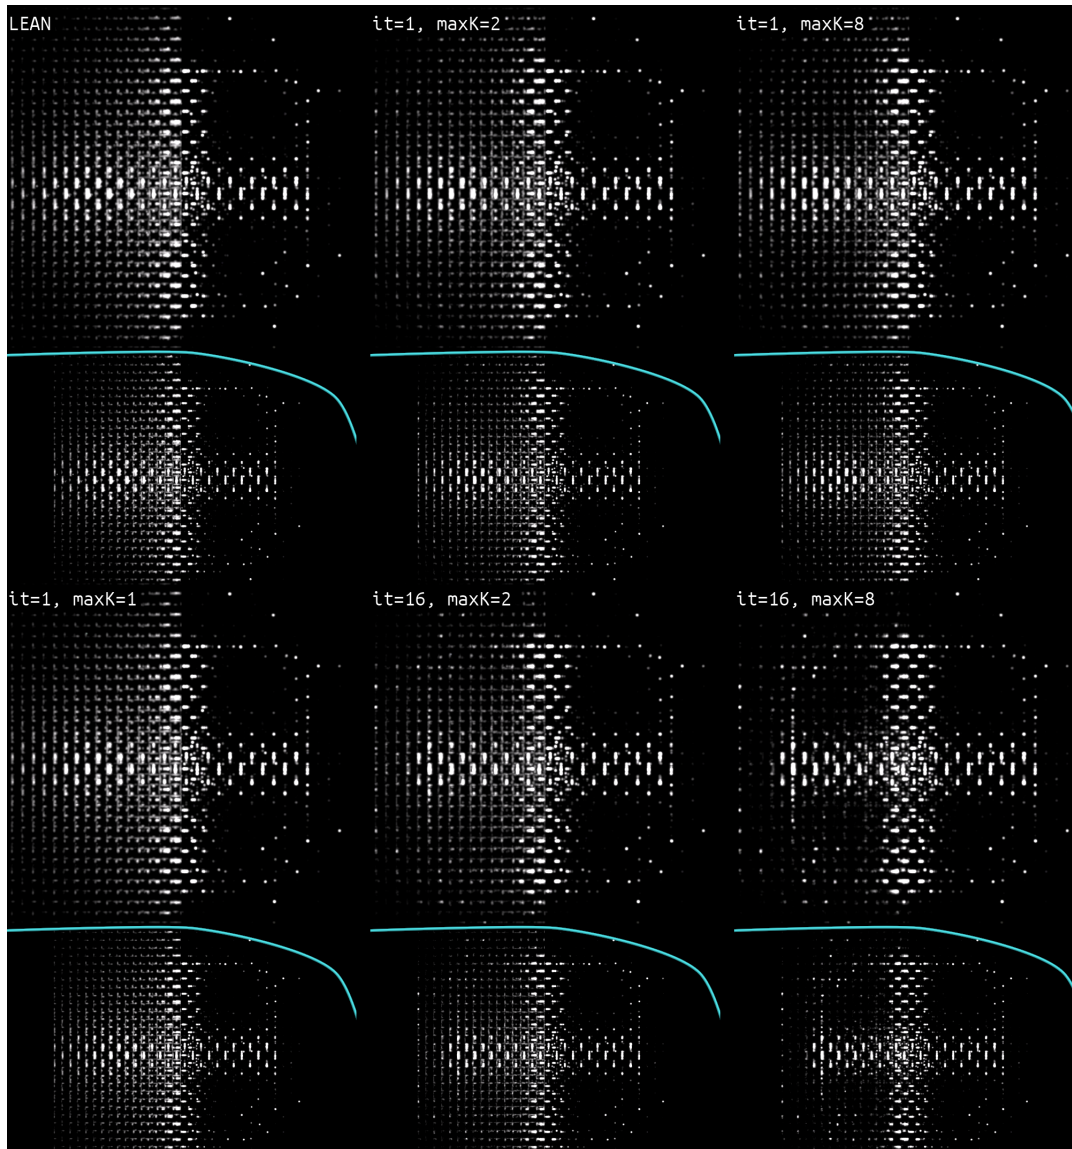 LEAN
it=1, maxK=2
it=1, maxK=8
it=1, maxK=1
it=16, maxK=2
it=16, maxK=8